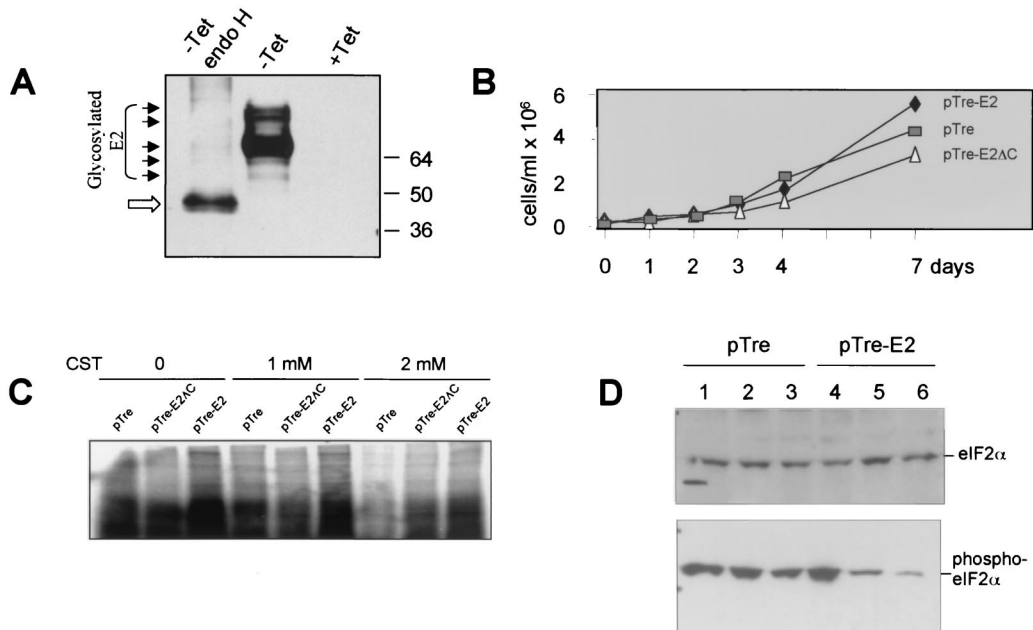 A
-Tet
endo H
-Tet
+Tet
Glycosylated
E2
64
50
36
B
cells/ml x 10⁶
6
4
2
0
pTre-E2
pTre
pTre-E2ΔC
0 1 2 3 4 7 days
C
CST 0 1 mM 2 mM
pTre pTre-E2ΔC pTre-E2 pTre pTre-E2ΔC pTre-E2 pTre pTre-E2ΔC pTre-E2
D
pTre pTre-E2
1 2 3 4 5 6
eIF2α
phospho-
eIF2α